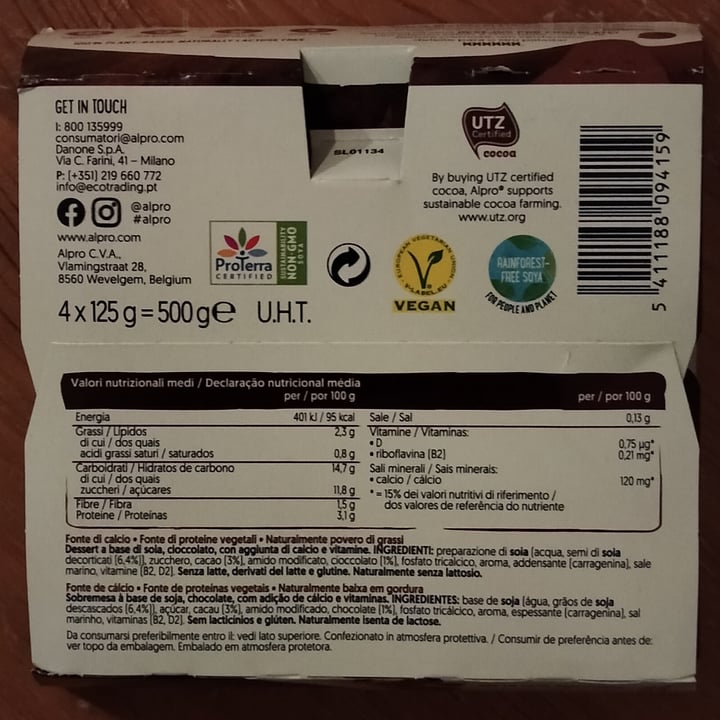 100% PLANT-BASED. NATURALLY LACTOSE FREE
GET IN TOUCH
I: 800 135999
consumatori@alpro.com
Danone S.p.A.
Via C. Farini, 41 – Milano
P: (+351) 219 660 772
info@ecotrading.pt
@alpro
#alpro
www.alpro.com
Alpro C.V.A.,
Vlamingstraat 28,
8560 Wevelgem, Belgium
SL01134
UTZ
Certified
cocoa
By buying UTZ certified
cocoa, Alpro® supports
sustainable cocoa farming.
www.utz.org
5 411188 094159
ProTerra
CERTIFIED
SUSTAINABILITY
NON-GMO
SOYA
EUROPEAN VEGETARIAN UNION
V-LABEL.EU
VEGAN
RAINFOREST-
FREE SOYA
FOR PEOPLE AND PLANET
4 x 125 g = 500 g e U.H.T.
Valori nutrizionali medi / Declaração nutricional média
per / por 100 g per / por 100 g
Energia 401 kJ / 95 kcal
Grassi / Lípidos 2,3 g
di cui / dos quais
acidi grassi saturi / saturados 0,8 g
Carboidrati / Hidratos de carbono 14,7 g
di cui / dos quais
zuccheri / açúcares 11,8 g
Fibre / Fibra 1,5 g
Proteine / Proteínas 3,1 g
Sale / Sal 0,13 g
Vitamine / Vitaminas:
• D 0,75 µg*
• riboflavina (B2) 0,21 mg*
Sali minerali / Sais minerais:
• calcio / cálcio 120 mg*
* = 15% dei valori nutritivi di riferimento /
dos valores de referência do nutriente
Fonte di calcio • Fonte di proteine vegetali • Naturalmente povero di grassi
Dessert a base di soia, cioccolato, con aggiunta di calcio e vitamine. INGREDIENTI: preparazione di soia (acqua, semi di soia
decorticati (6,4%)), zucchero, cacao (3%), amido modificato, cioccolato (1%), fosfato tricalcico, aroma, addensante (carragenina), sale
marino, vitamine (B2, D2). Senza latte, derivati del latte e glutine. Naturalmente senza lattosio.
Fonte de cálcio • Fonte de proteínas vegetais • Naturalmente baixa em gordura
Sobremesa à base de soja, chocolate, com adição de cálcio e vitaminas. INGREDIENTES: base de soja (água, grãos de soja
descascados (6,4%)), açúcar, cacau (3%), amido modificado, chocolate (1%), fosfato tricálcico, aroma, espessante (carragenina), sal
marinho, vitaminas (B2, D2). Sem lacticínios e glúten. Naturalmente isenta de lactose.
Da consumarsi preferibilmente entro il: vedi lato superiore. Confezionato in atmosfera protettiva. / Consumir de preferência antes de:
ver topo da embalagem. Embalado em atmosfera protetora.